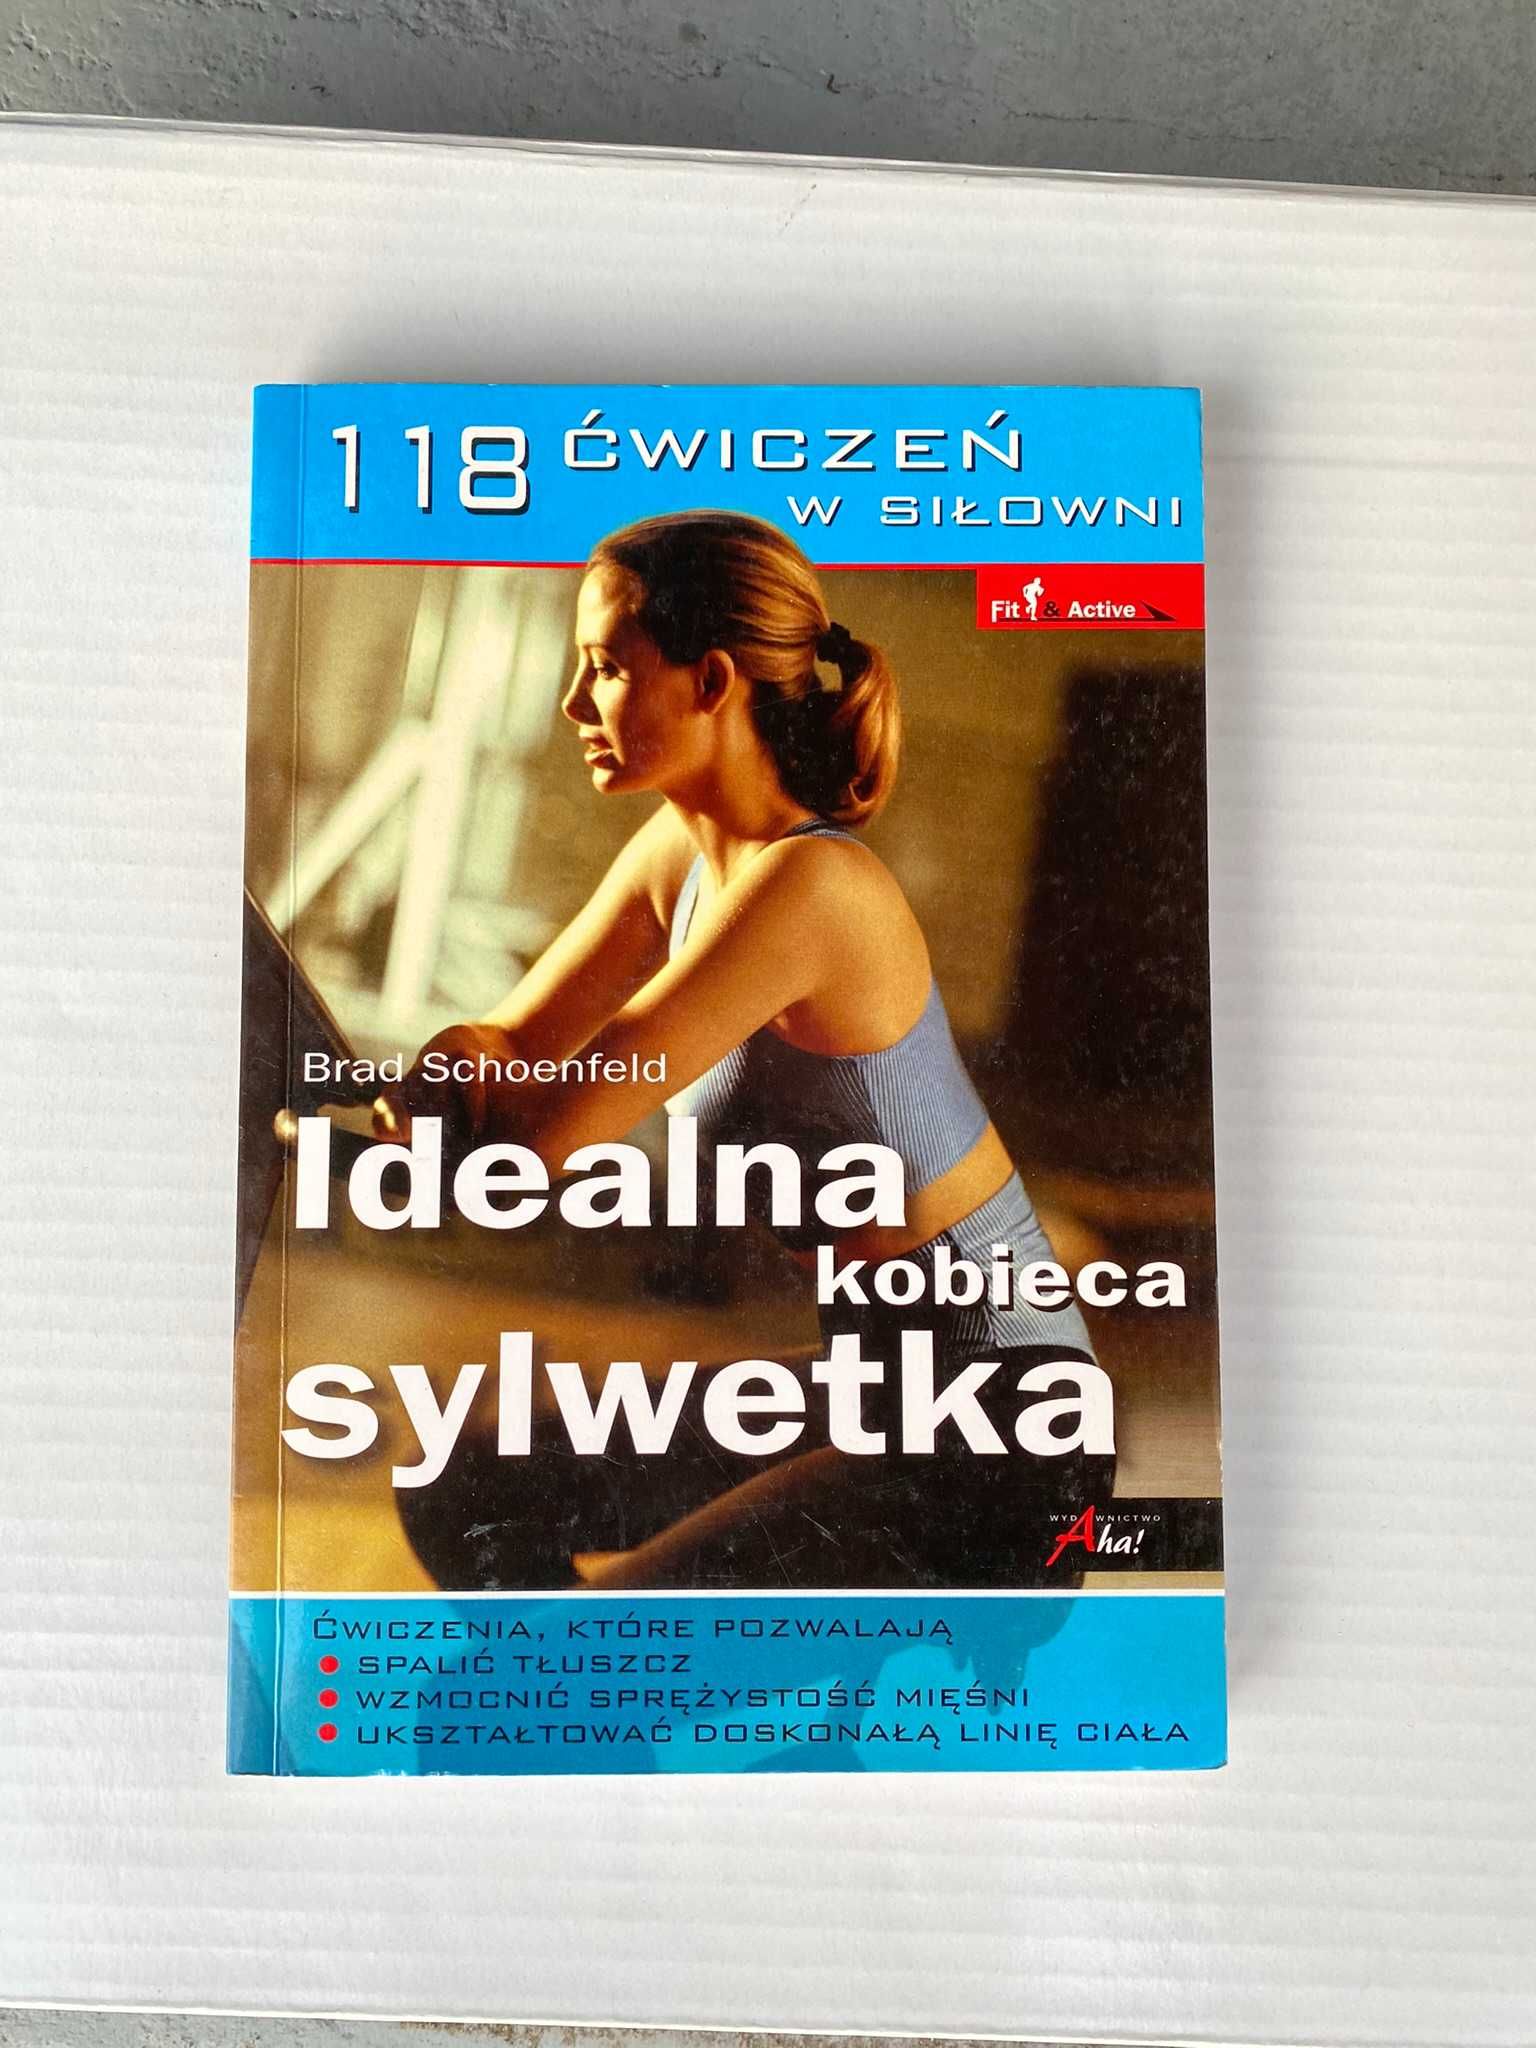 118 ĆWICZEŃ
W SIŁOWNI
Fit & Active
Brad Schoenfeld
Idealna
kobieca
sylwetka
WYDAWNICTWO
Aha!
ĆWICZENIA, KTÓRE POZWALAJĄ
• SPALIĆ TŁUSZCZ
• WZMOCNIĆ SPRĘŻYSTOŚĆ MIĘŚNI
• UKSZTAŁTOWAĆ DOSKONAŁĄ LINIĘ CIAŁA